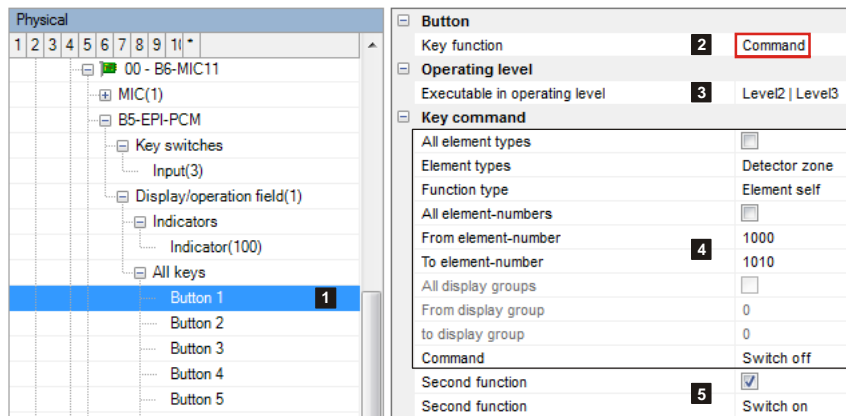 Physical
1 2 3 4 5 6 7 8 9 1( *
00 - B6-MIC11
MIC(1)
B5-EPI-PCM
Key switches
Input(3)
Display/operation field(1)
Indicators
Indicator(100)
All keys
Button 1 1
Button 2
Button 3
Button 4
Button 5
Button
Key function 2 Command
Operating level
Executable in operating level 3 Level2 | Level3
Key command
All element types
Element types Detector zone
Function type Element self
All element-numbers
From element-number 1000
4
To element-number 1010
All display groups
From display group 0
to display group 0
Command Switch off
Second function
5
Second function Switch on